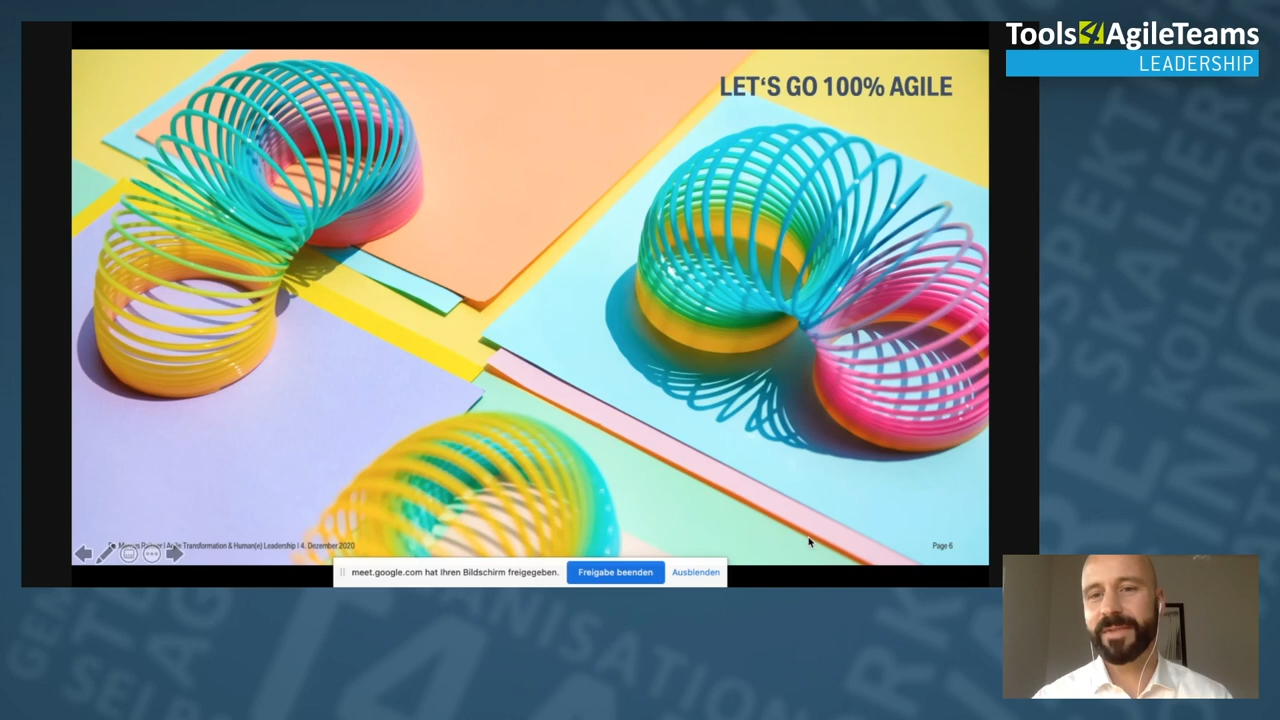 Tools4AgileTeams
LEADERSHIP
LET'S GO 100% AGILE
Agile Transformation & Human(e) Leadership | 4. Dezember 2020
Page 6
meet.google.com hat Ihren Bildschirm freigegeben.
Freigabe beenden
Ausblenden